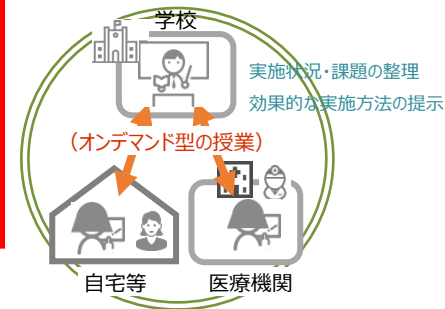 学校
実施状況・課題の整理
効果的な実施方法の提示
(オンデマンド型の授業)
自宅等
医療機関